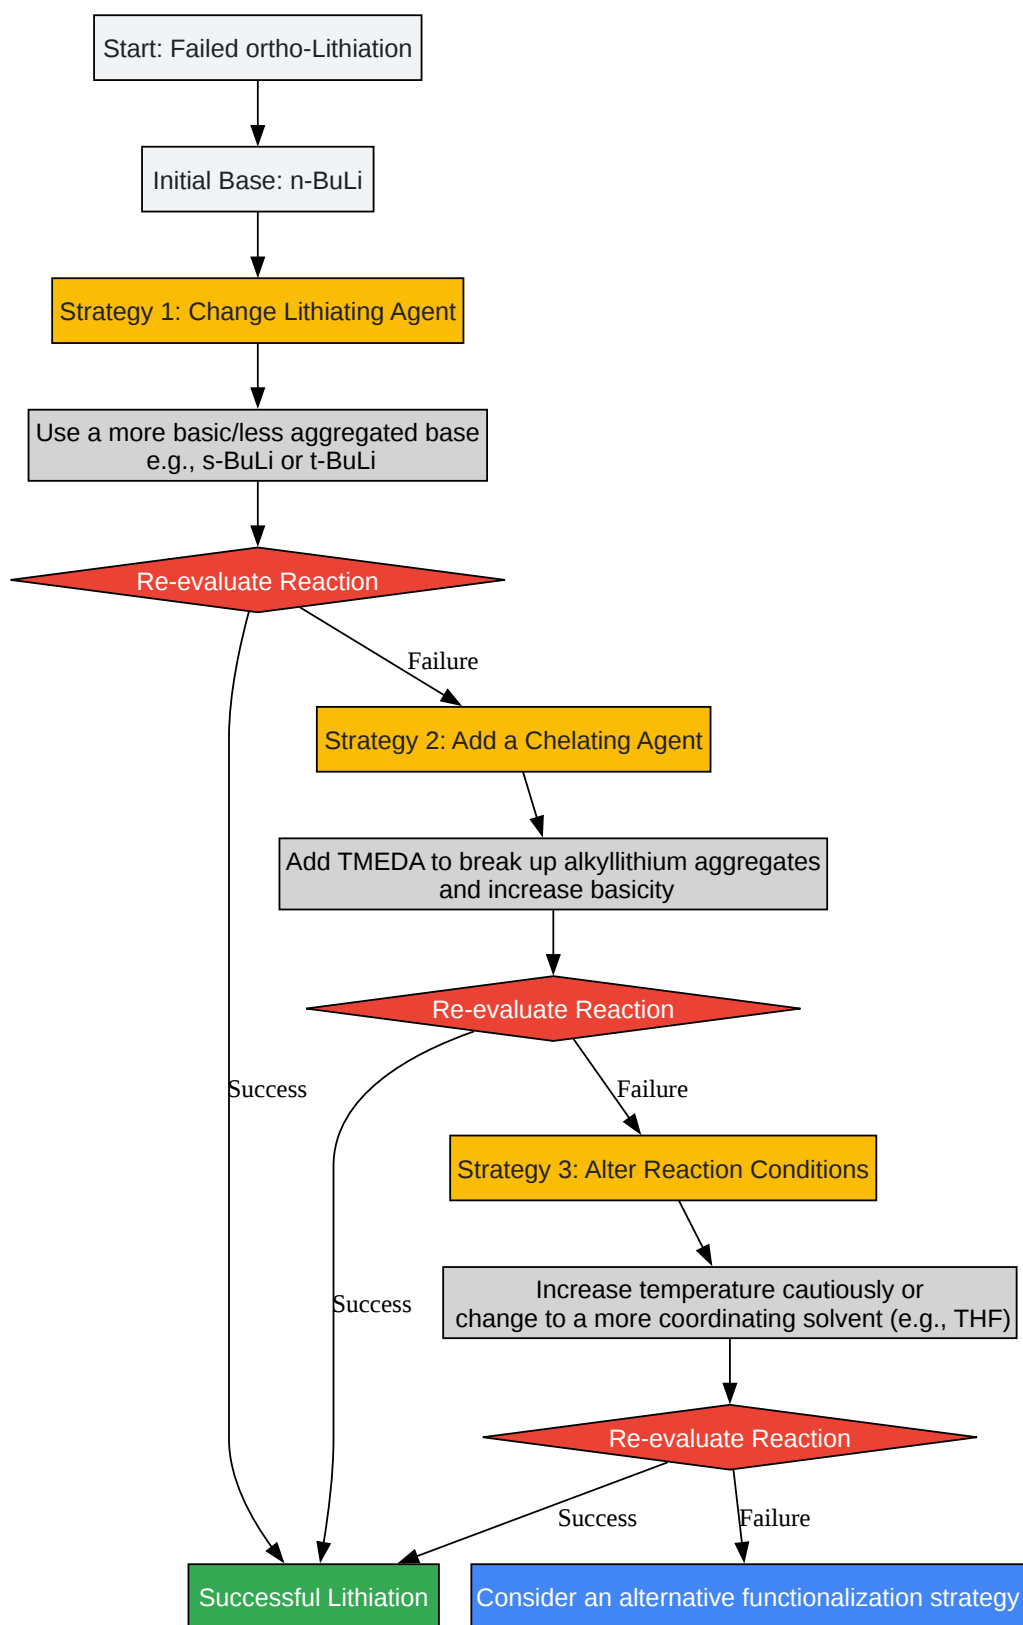 Start: Failed ortho-Lithiation
Initial Base: n-BuLi
Strategy 1: Change Lithiating Agent
Use a more basic/less aggregated base
e.g., s-BuLi or t-BuLi
Re-evaluate Reaction
Failure
Strategy 2: Add a Chelating Agent
Add TMEDA to break up alkyllithium aggregates
and increase basicity
Re-evaluate Reaction
Success
Failure
Strategy 3: Alter Reaction Conditions
Increase temperature cautiously or
change to a more coordinating solvent (e.g., THF)
Success
Re-evaluate Reaction
Success
Failure
Successful Lithiation
Consider an alternative functionalization strategy